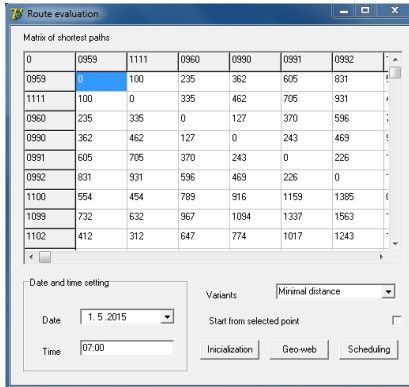 Route evaluation
Matrix of shortest paths
0 0959 1111 0960 0990 0991 0992
0959 0 100 235 362 605 831
1111 100 0 335 462 705 931
0960 235 335 0 127 370 596
0990 362 462 127 0 243 469
0991 605 705 370 243 0 226
0992 831 931 596 469 226 0
1100 554 454 789 916 1159 1385
1099 732 632 967 1094 1337 1563
1102 412 312 647 774 1017 1243
Date and time setting
Variants Minimal distance
Date 1. 5 .2015
Start from selected point
Time 07:00
Inicialization Geo-web Scheduling